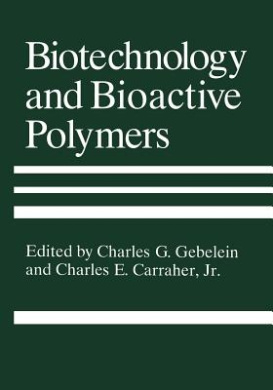 Biotechnology
and Bioactive
Polymers
Edited by Charles G. Gebelein
and Charles E. Carraher, Jr.